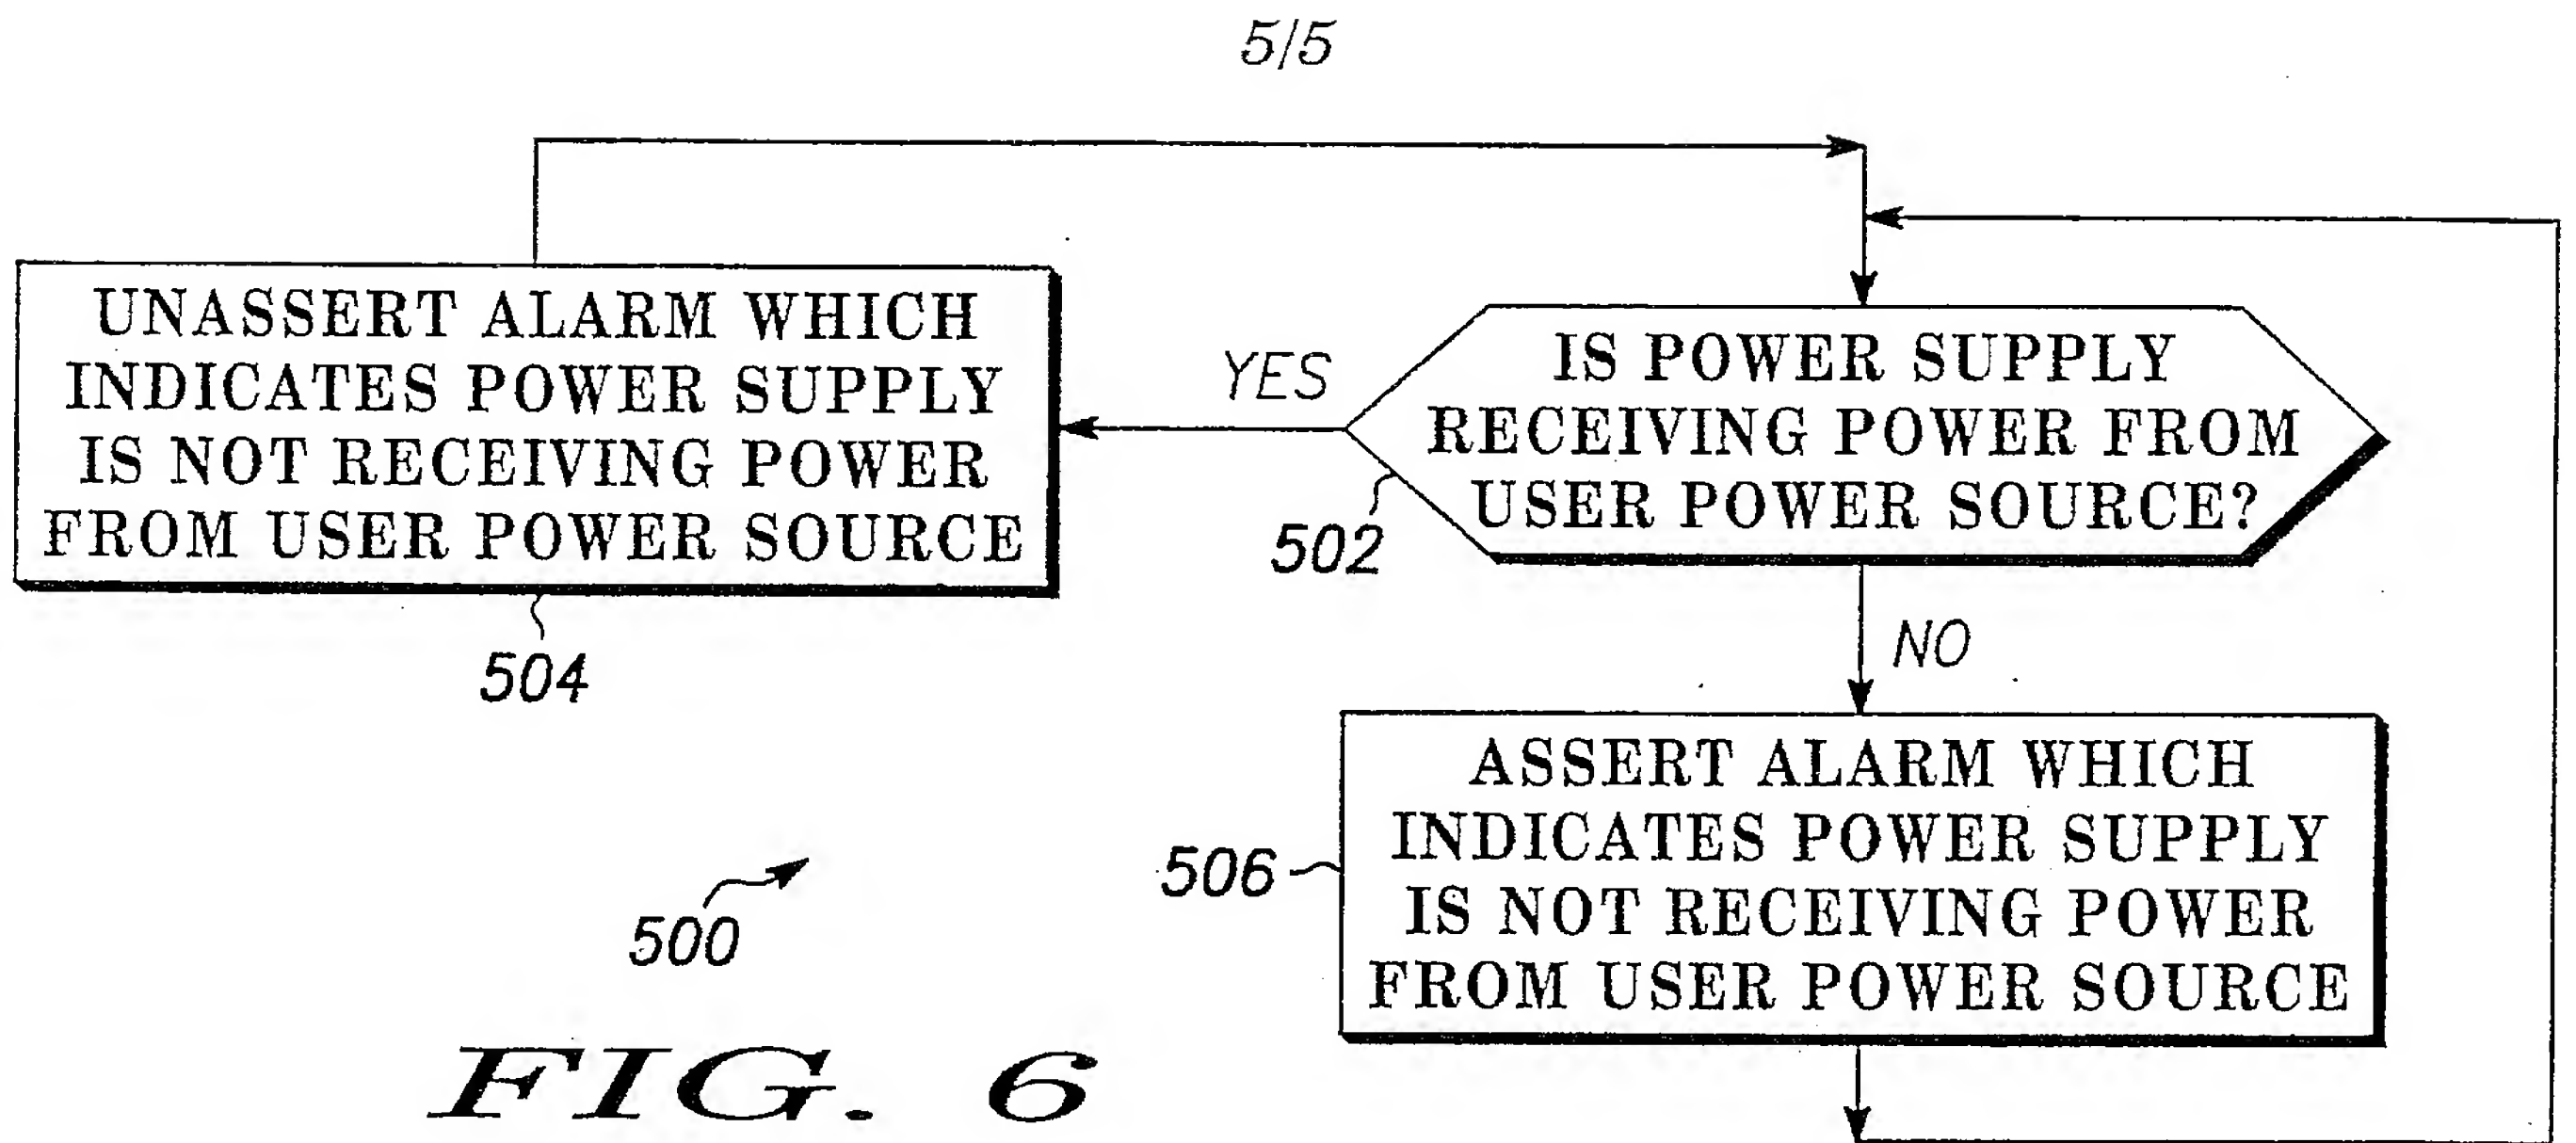 5/5
UNASSERT ALARM WHICH
INDICATES POWER SUPPLY
IS NOT RECEIVING POWER
FROM USER POWER SOURCE
504
YES
IS POWER SUPPLY
RECEIVING POWER FROM
USER POWER SOURCE?
502
NO
ASSERT ALARM WHICH
INDICATES POWER SUPPLY
IS NOT RECEIVING POWER
FROM USER POWER SOURCE
506
500
FIG. 6